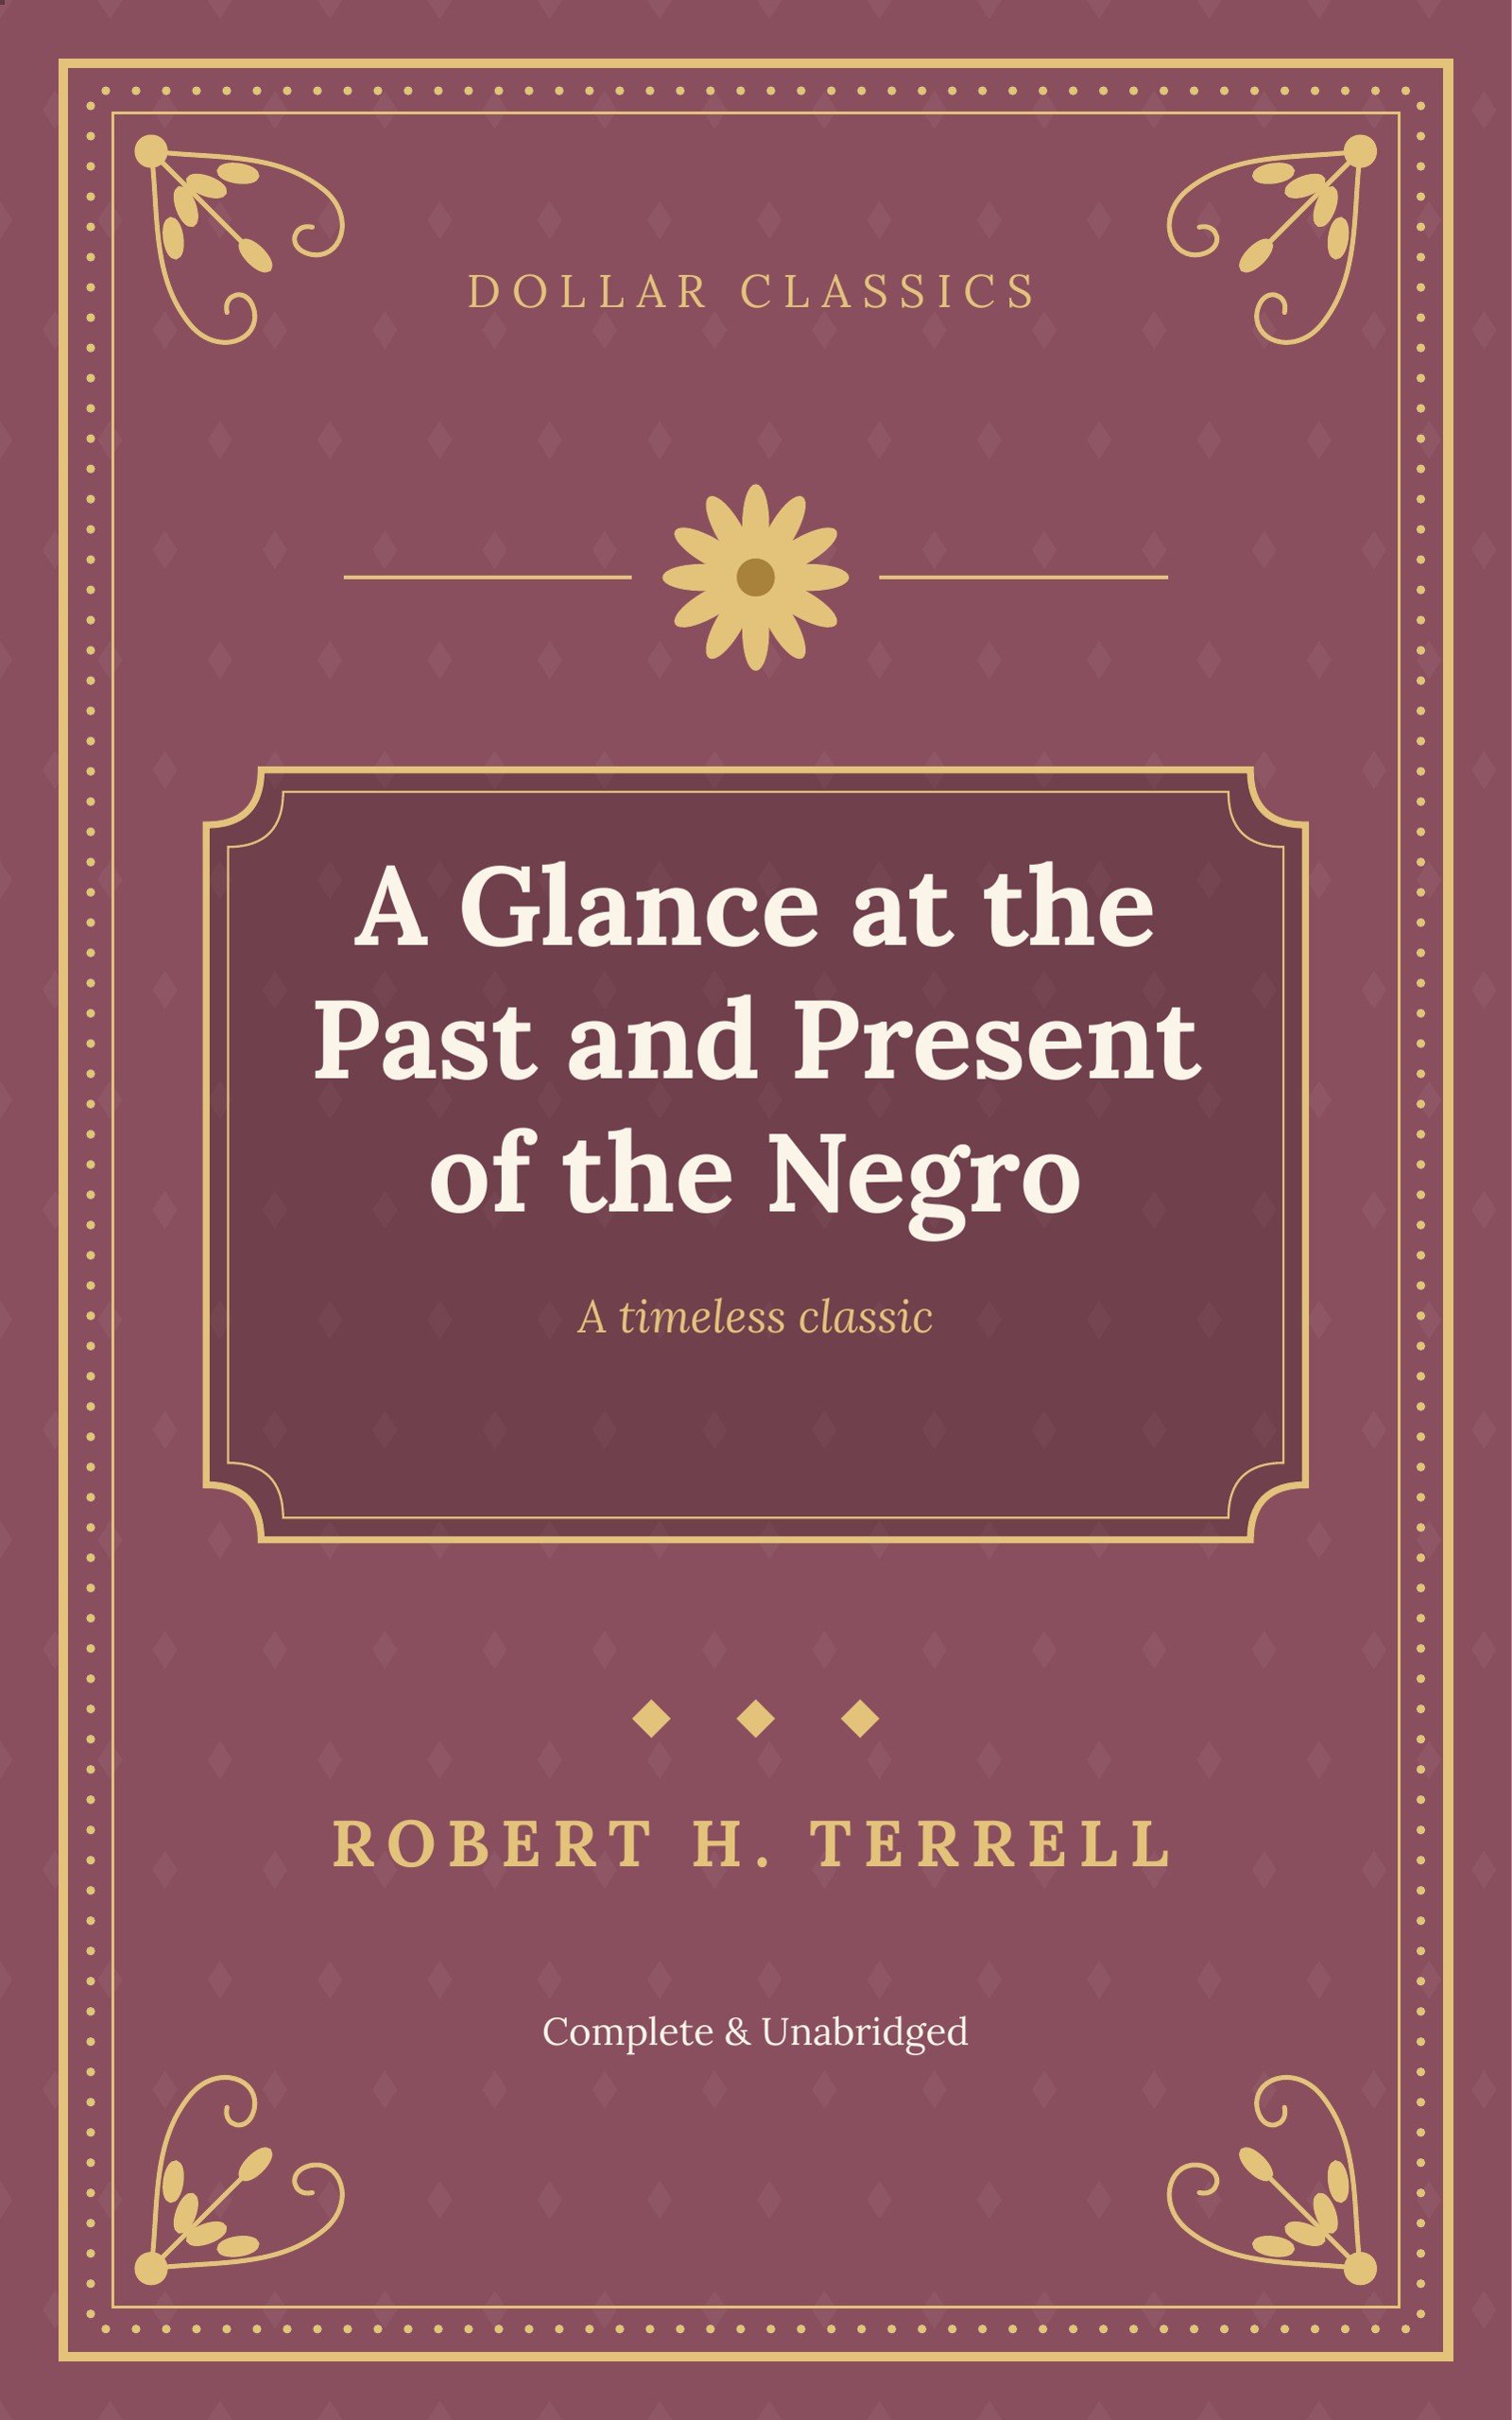 DOLLAR CLASSICS
A Glance at the
Past and Present
of the Negro
A timeless classic
ROBERT H. TERRELL
Complete & Unabridged